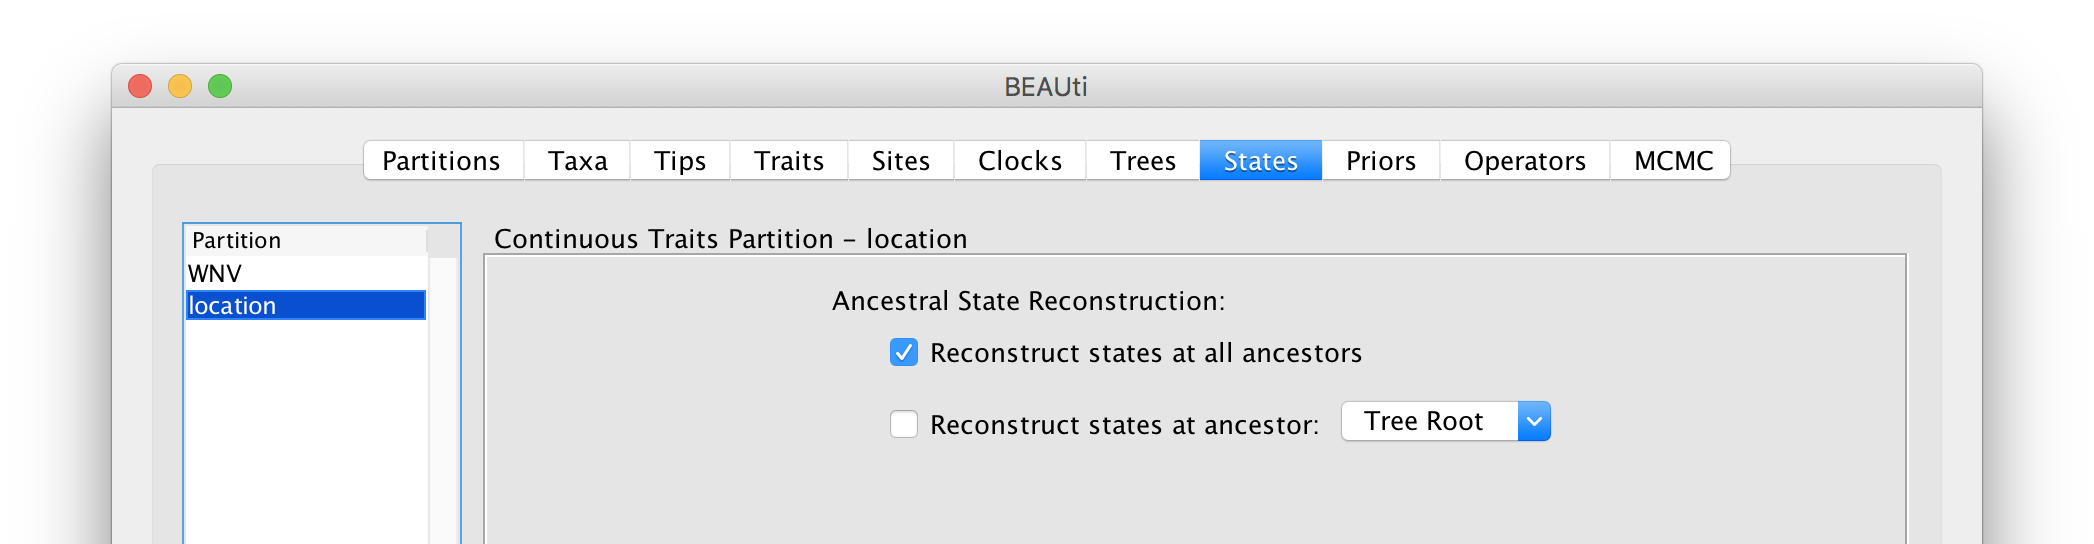 BEAUti
Partitions Taxa Tips Traits Sites Clocks Trees States Priors Operators MCMC
Partition
WNV
location
Continuous Traits Partition - location
Ancestral State Reconstruction:
Reconstruct states at all ancestors
Reconstruct states at ancestor: Tree Root